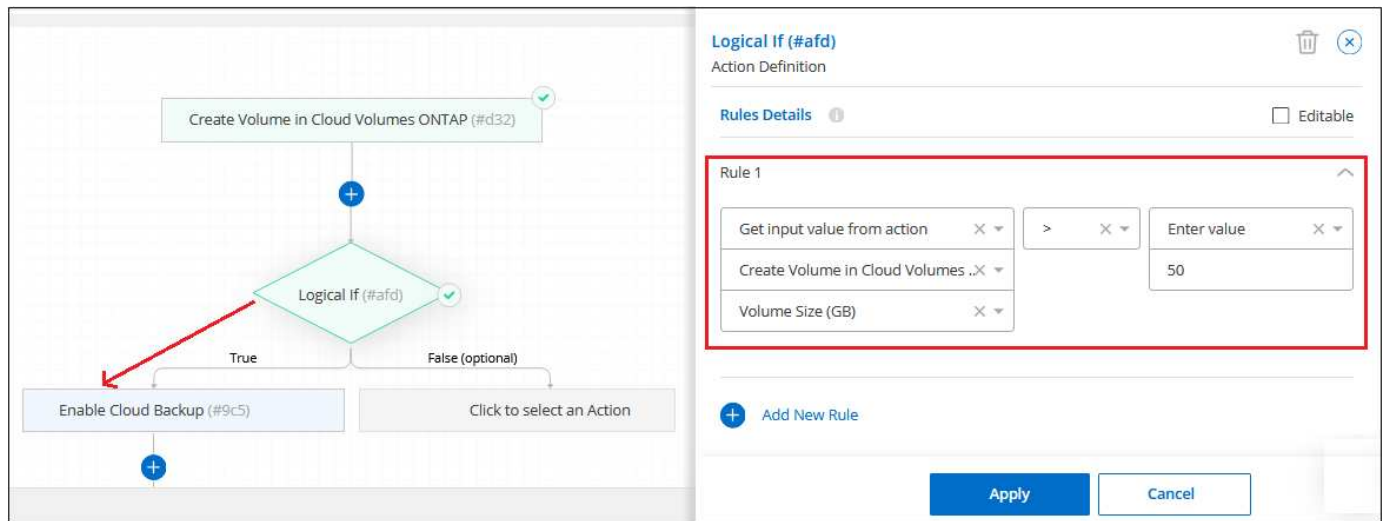 Create Volume in Cloud Volumes ONTAP (#d32)
Logical If (#afd)
True
False (optional)
Enable Cloud Backup (#9c5)
Click to select an Action
Logical If (#afd)
Action Definition
Rules Details
Editable
Rule 1
Get input value from action
>
Enter value
Create Volume in Cloud Volumes ..
50
Volume Size (GB)
Add New Rule
Apply
Cancel